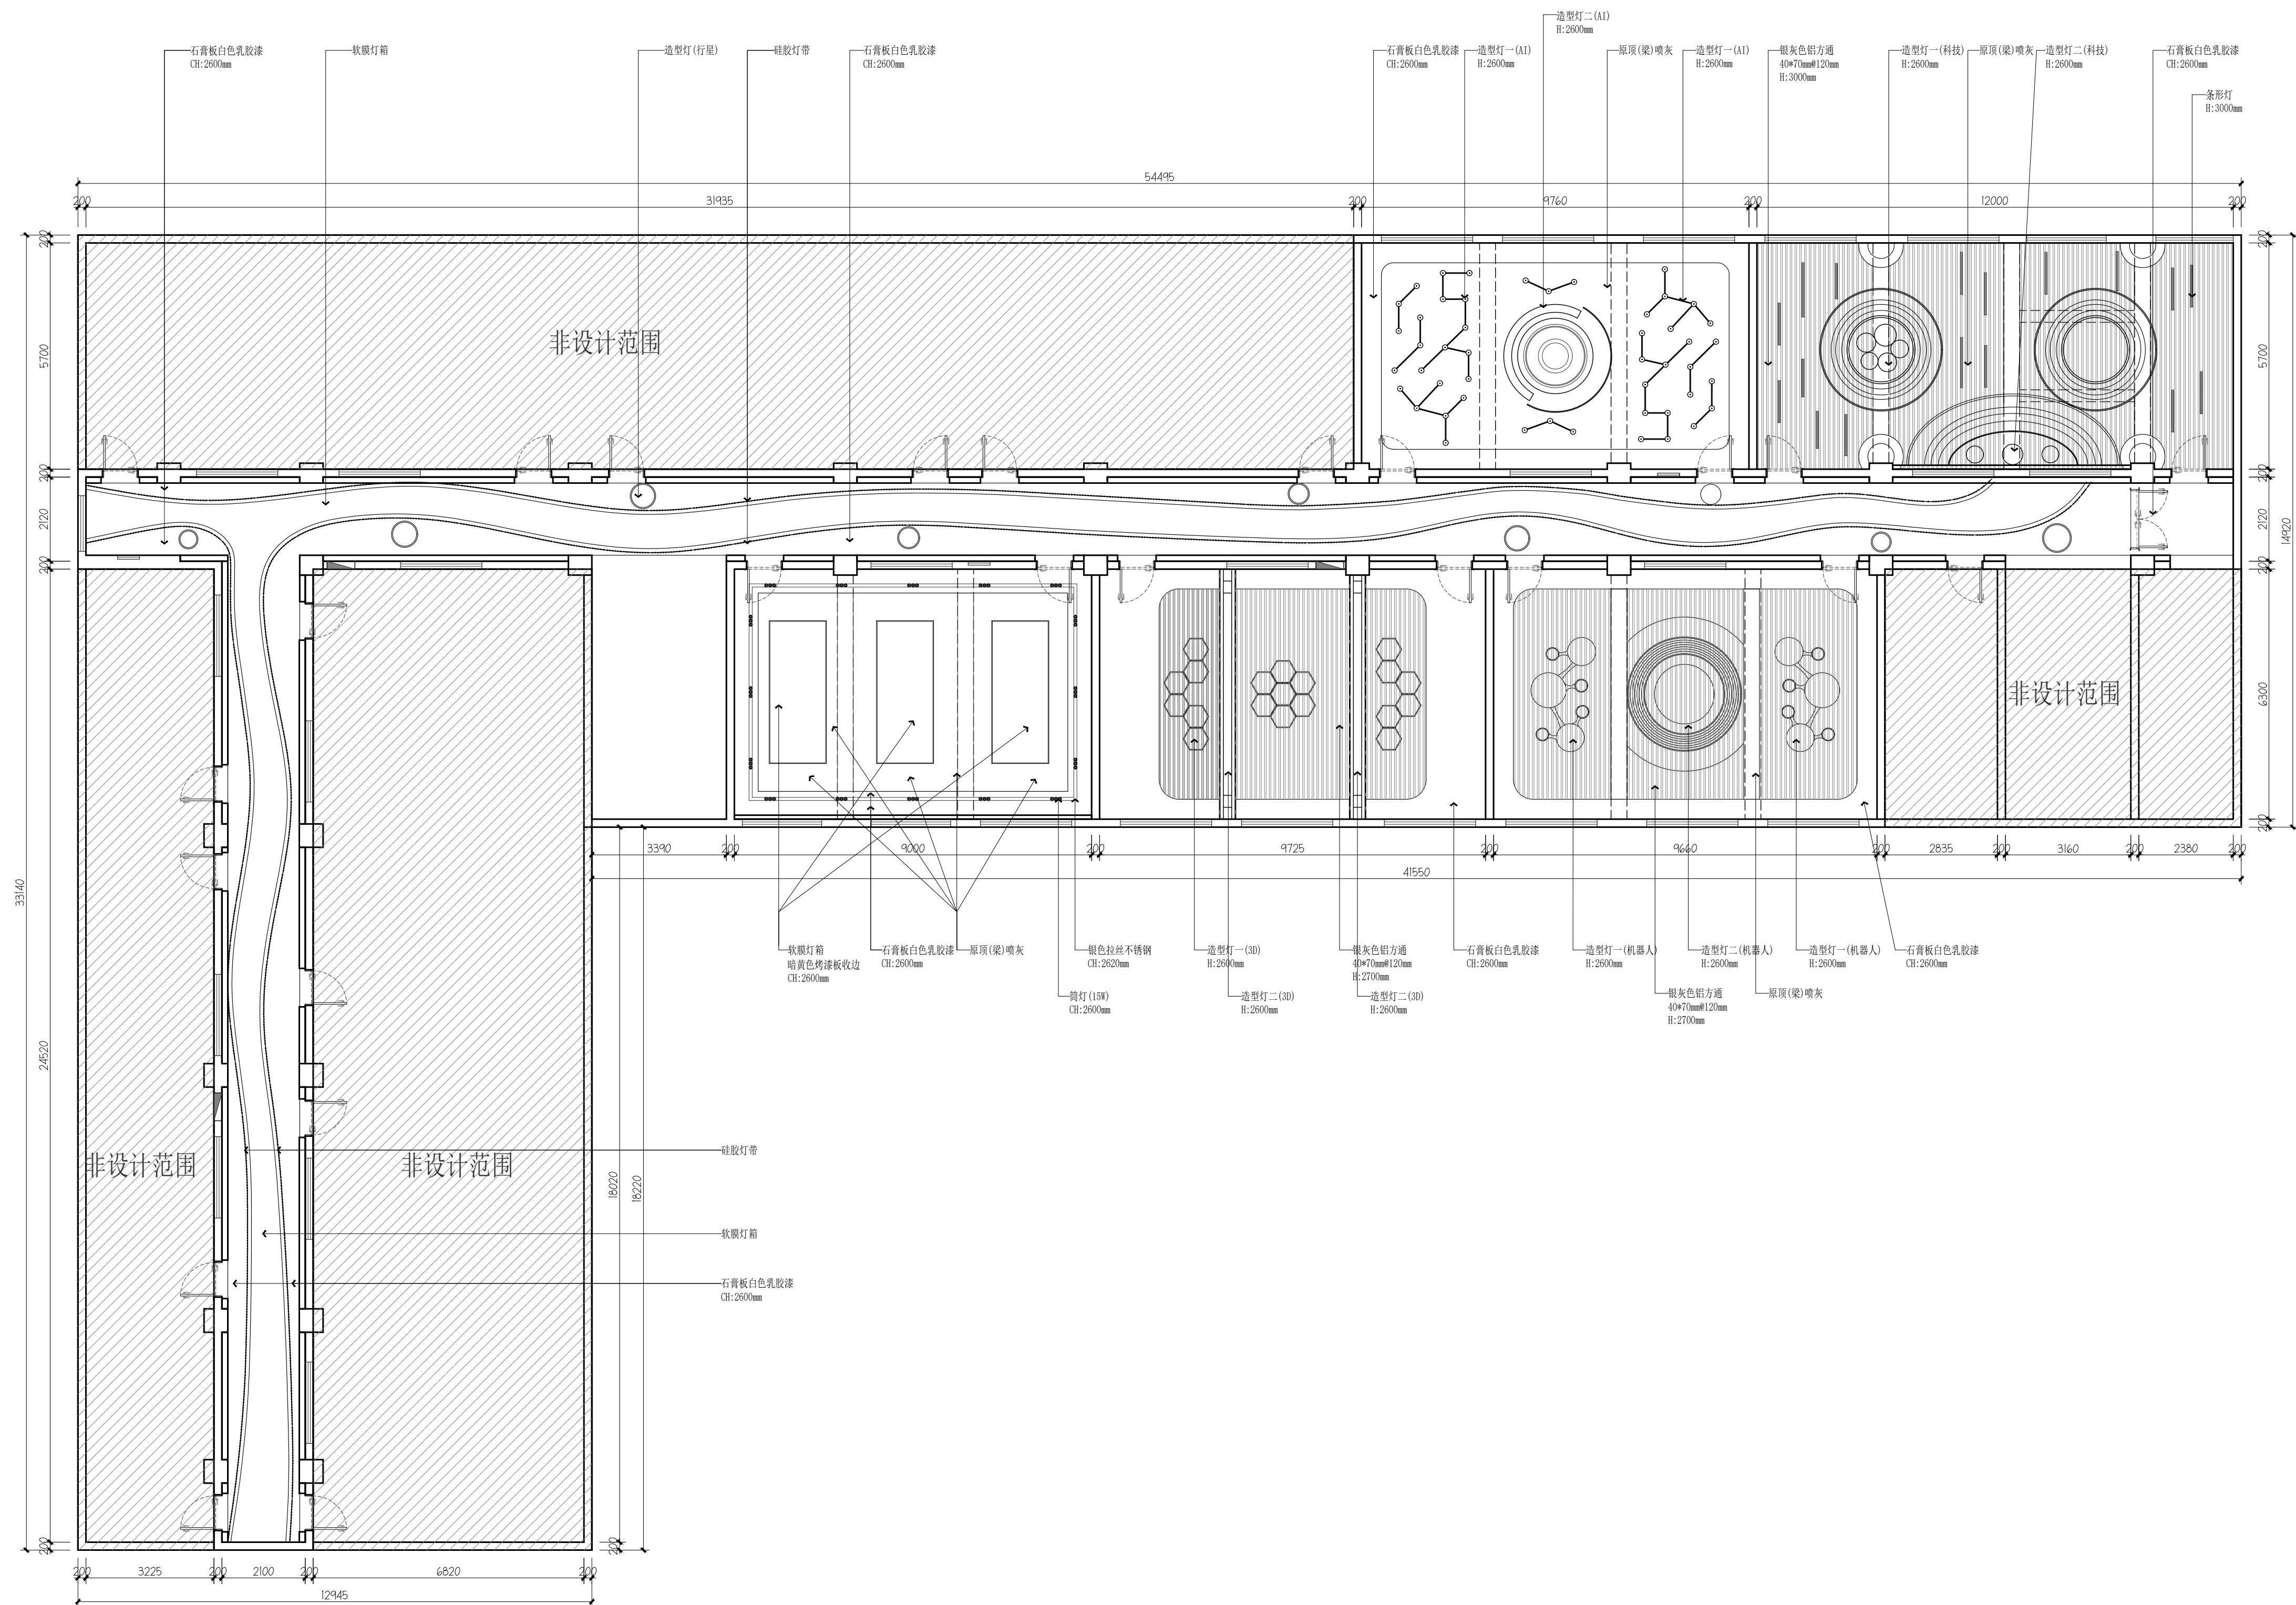 造型灯二(AI)
H:2600mm
石膏板白色乳胶漆
CH:2600mm
软膜灯箱
造型灯(行星)
硅胶灯带
石膏板白色乳胶漆
CH:2600mm
石膏板白色乳胶漆
CH:2600mm
造型灯一(AI)
H:2600mm
原顶(梁)喷灰
造型灯一(AI)
H:2600mm
银灰色铝方通
40*70mm@120mm
H:3000mm
造型灯一(科技)
H:2600mm
原顶(梁)喷灰
造型灯二(科技)
H:2600mm
石膏板白色乳胶漆
CH:2600mm
条形灯
H:3000mm
54495
200
31935
200
9760
200
12000
200
200
5700
200
2120
200
33140
24520
200
200
5700
200
2120
200
6300
200
14920
非设计范围
非设计范围
非设计范围
非设计范围
3390
200
9000
200
9725
200
9660
200
2835
200
3160
200
2380
200
41550
软膜灯箱
暗黄色烤漆板收边
CH:2600mm
石膏板白色乳胶漆
CH:2600mm
原顶(梁)喷灰
银色拉丝不锈钢
CH:2620mm
筒灯(15W)
CH:2600mm
造型灯一(3D)
H:2600mm
造型灯二(3D)
H:2600mm
银灰色铝方通
40*70mm@120mm
H:2700mm
造型灯二(3D)
H:2600mm
石膏板白色乳胶漆
CH:2600mm
造型灯一(机器人)
H:2600mm
银灰色铝方通
40*70mm@120mm
H:2700mm
造型灯二(机器人)
H:2600mm
原顶(梁)喷灰
造型灯一(机器人)
H:2600mm
石膏板白色乳胶漆
CH:2600mm
硅胶灯带
软膜灯箱
石膏板白色乳胶漆
CH:2600mm
18020
200
18220
200
3225
200
2100
200
6820
200
12945